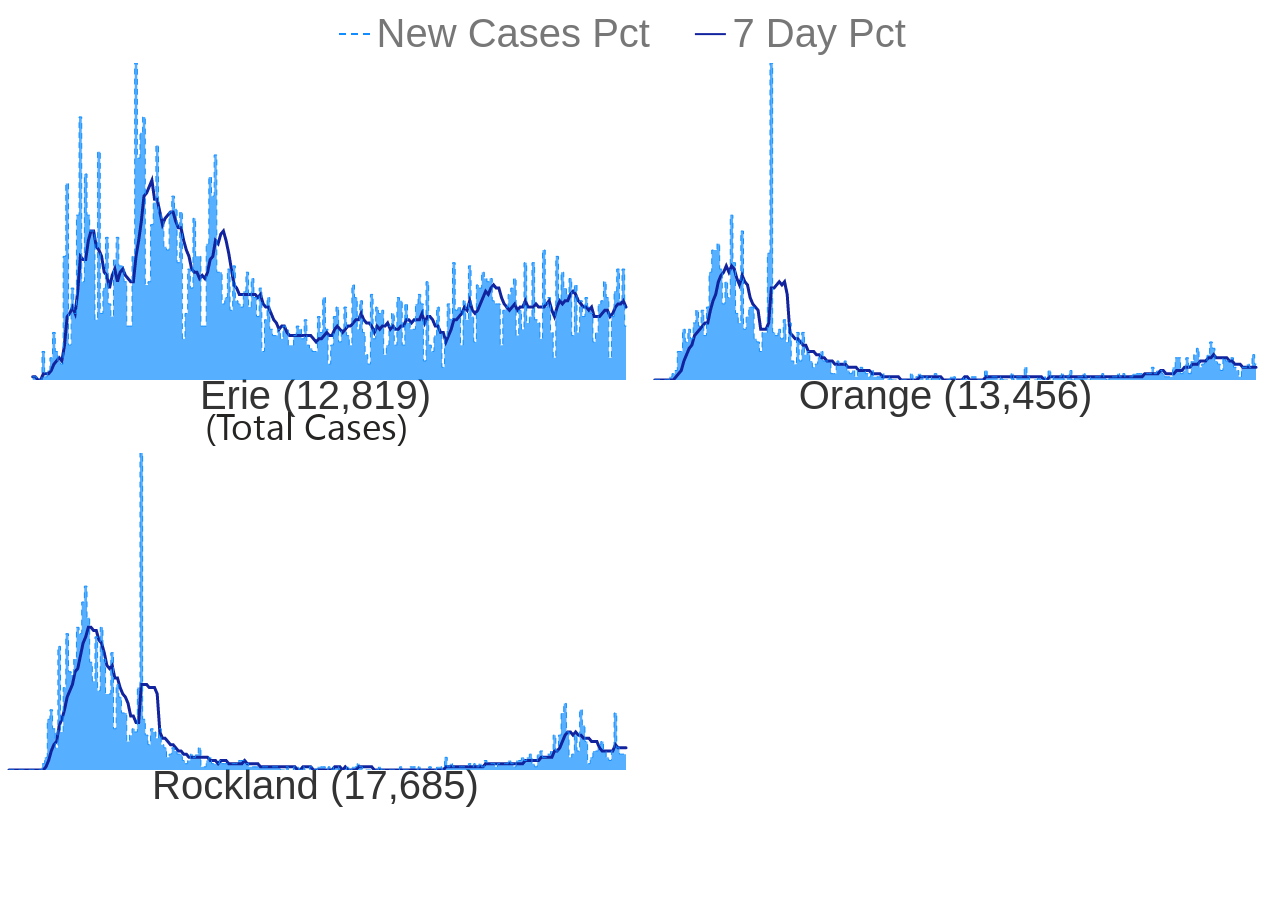 New Cases Pct 7 Day Pct
Erie (12,819)
(Total Cases)
Orange (13,456)
Rockland (17,685)